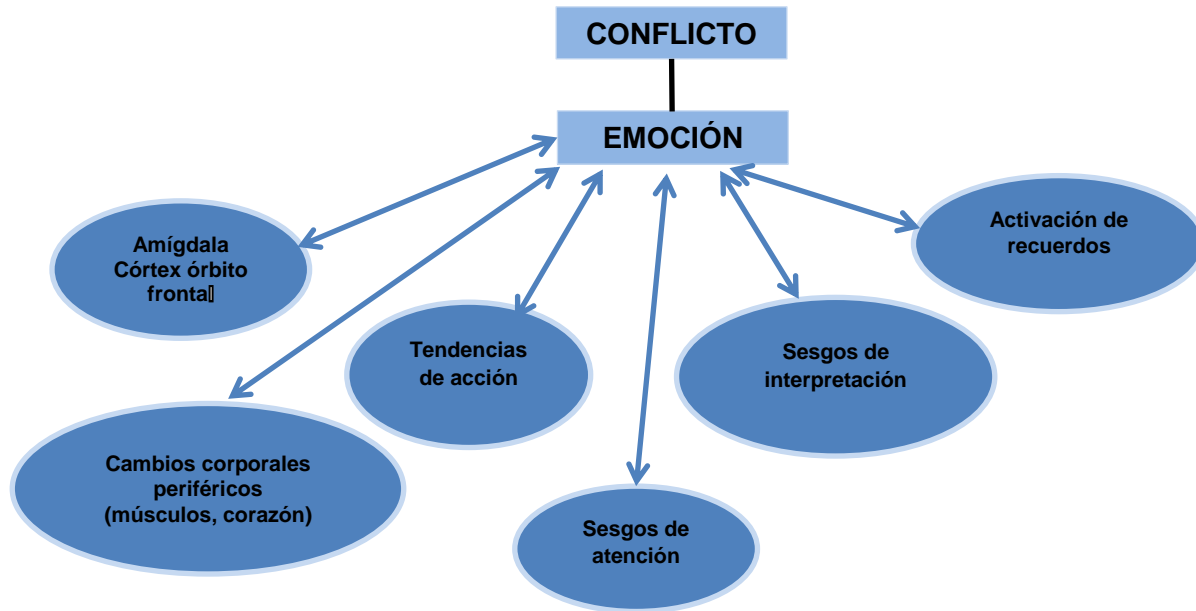 CONFLICTO
EMOCIÓN
Activación de
recuerdos
Amígdala
Córtex órbito
fronta▯
Tendencias
de acción
Sesgos de
interpretación
Cambios corporales
periféricos
(músculos, corazón)
Sesgos de
atención